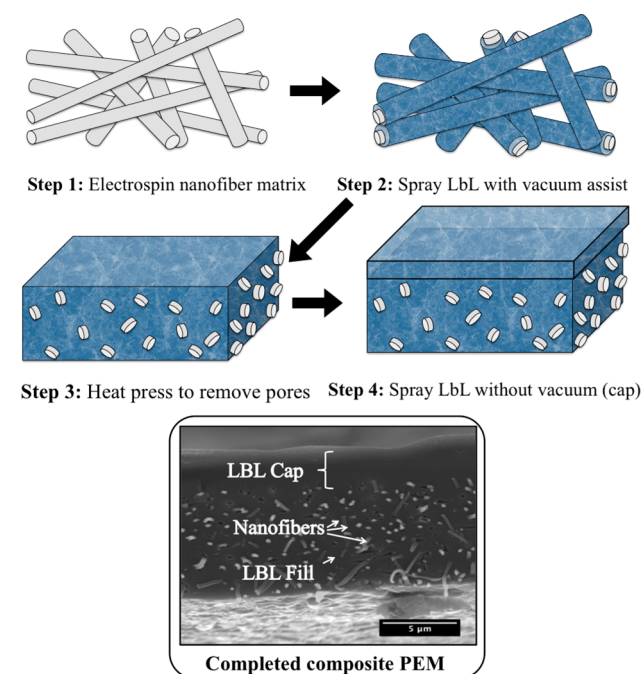 Step 1: Electrospin nanofiber matrix
Step 2: Spray LbL with vacuum assist
Step 3: Heat press to remove pores
Step 4: Spray LbL without vacuum (cap)
LBL Cap
Nanofibers
LBL Fill
5 μm
Completed composite PEM